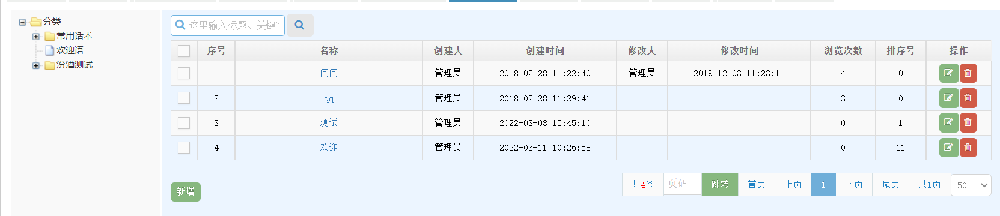 分类
常用话术
欢迎语
汾酒测试
这里输入标题、关键
序号 名称 创建人 创建时间 修改人 修改时间 浏览次数 排序号 操作
1 问问 管理员 2018-02-28 11:22:40 管理员 2019-12-03 11:23:11 4 0
2 qq 管理员 2018-02-28 11:29:41 3 0
3 测试 管理员 2022-03-08 15:45:10 0 1
4 欢迎 管理员 2022-03-11 10:26:58 0 11
新增 共4条 页码 跳转 首页 上页 1 下页 尾页 共1页 50